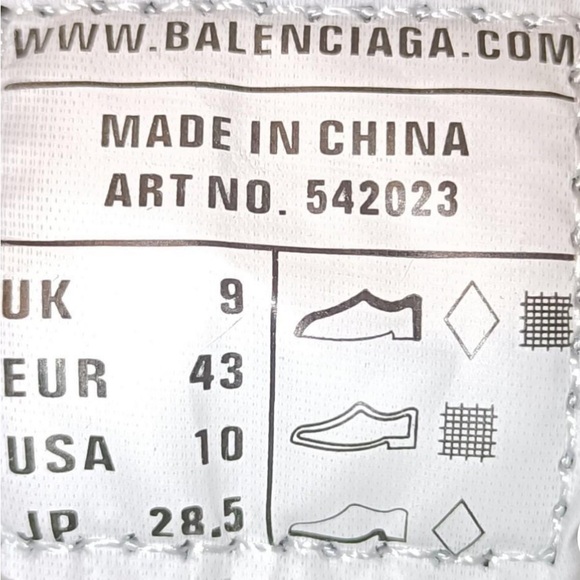 WWW.BALENCIAGA.COM
MADE IN CHINA
ART NO. 542023
UK 9
EUR 43
USA 10
JP 28.5